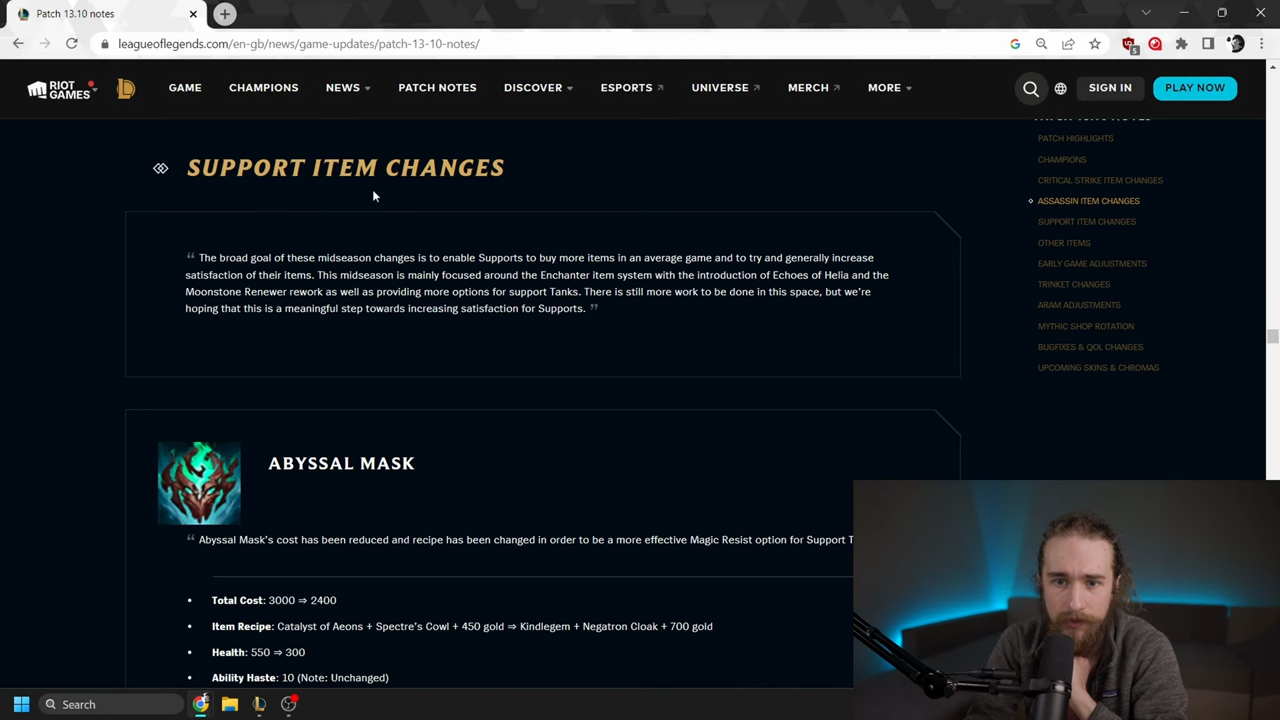 Patch 13.10 notes
leagueoflegends.com/en-gb/news/game-updates/patch-13-10-notes/
5
RIOT GAMES
GAME
CHAMPIONS
NEWS
PATCH NOTES
DISCOVER
ESPORTS
UNIVERSE
MERCH
MORE
SIGN IN
PLAY NOW
PATCH HIGHLIGHTS
CHAMPIONS
CRITICAL STRIKE ITEM CHANGES
ASSASSIN ITEM CHANGES
SUPPORT ITEM CHANGES
OTHER ITEMS
EARLY GAME ADJUSTMENTS
TRINKET CHANGES
ARAM ADJUSTMENTS
MYTHIC SHOP ROTATION
BUGFIXES & QOL CHANGES
UPCOMING SKINS & CHROMAS
SUPPORT ITEM CHANGES
“ The broad goal of these midseason changes is to enable Supports to buy more items in an average game and to try and generally increase
satisfaction of their items. This midseason is mainly focused around the Enchanter item system with the introduction of Echoes of Helia and the
Moonstone Renewer rework as well as providing more options for support Tanks. There is still more work to be done in this space, but we’re
hoping that this is a meaningful step towards increasing satisfaction for Supports. ”
ABYSSAL MASK
“ Abyssal Mask’s cost has been reduced and recipe has been changed in order to be a more effective Magic Resist option for Support T
• Total Cost: 3000 ⇒ 2400
• Item Recipe: Catalyst of Aeons + Spectre’s Cowl + 450 gold ⇒ Kindlegem + Negatron Cloak + 700 gold
• Health: 550 ⇒ 300
• Ability Haste: 10 (Note: Unchanged)
Search